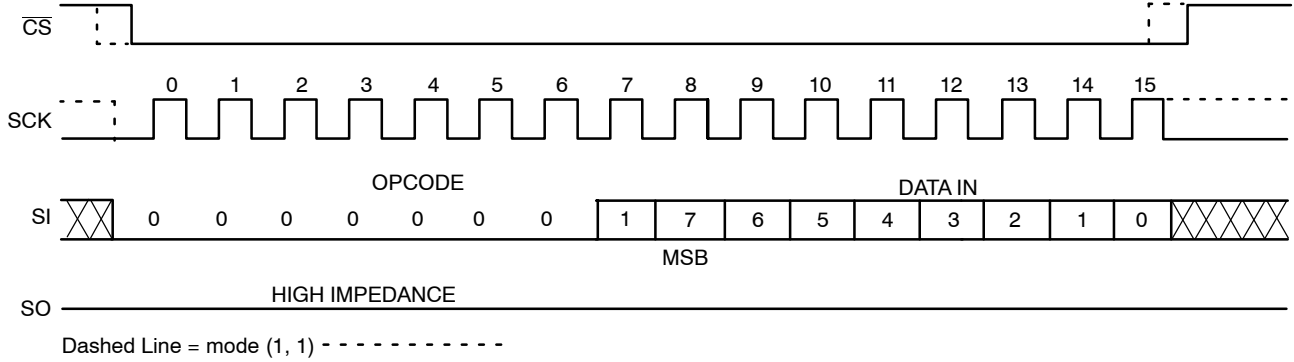 CS
0 1 2 3 4 5 6 7 8 9 10 11 12 13 14 15
SCK
OPCODE DATA IN
SI 0 0 0 0 0 0 0 1 7 6 5 4 3 2 1 0
MSB
HIGH IMPEDANCE
SO
Dashed Line = mode (1, 1)